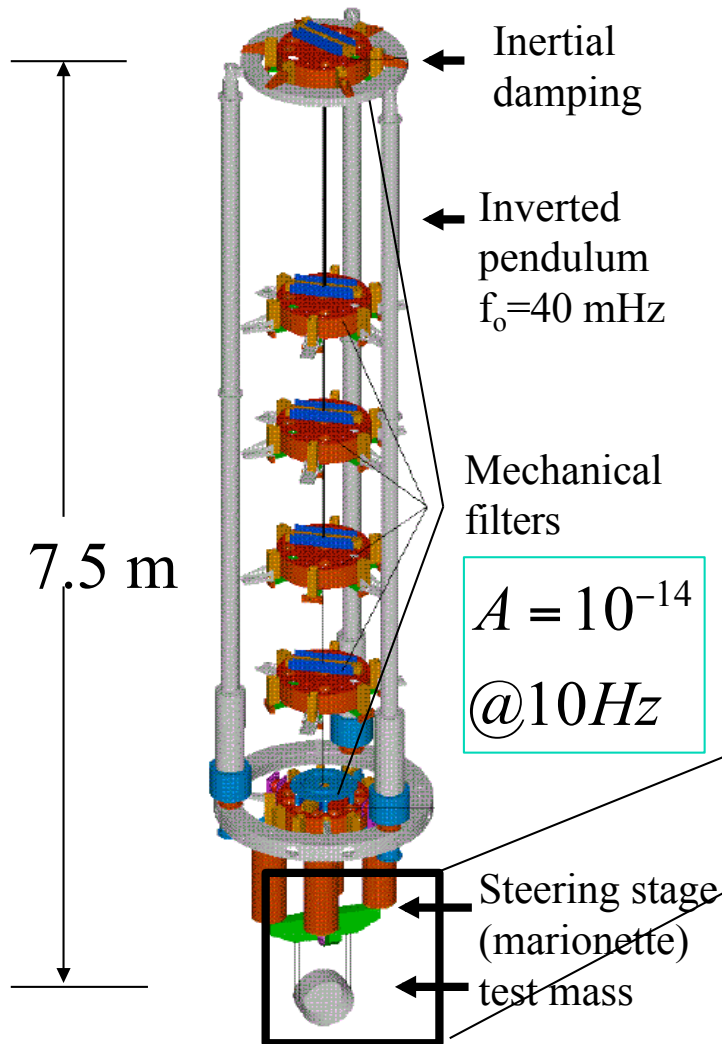 Inertial
damping
Inverted
pendulum
fₒ=40 mHz
Mechanical
filters
7.5 m
A = 10⁻¹⁴
@10Hz
Steering stage
(marionette)
test mass